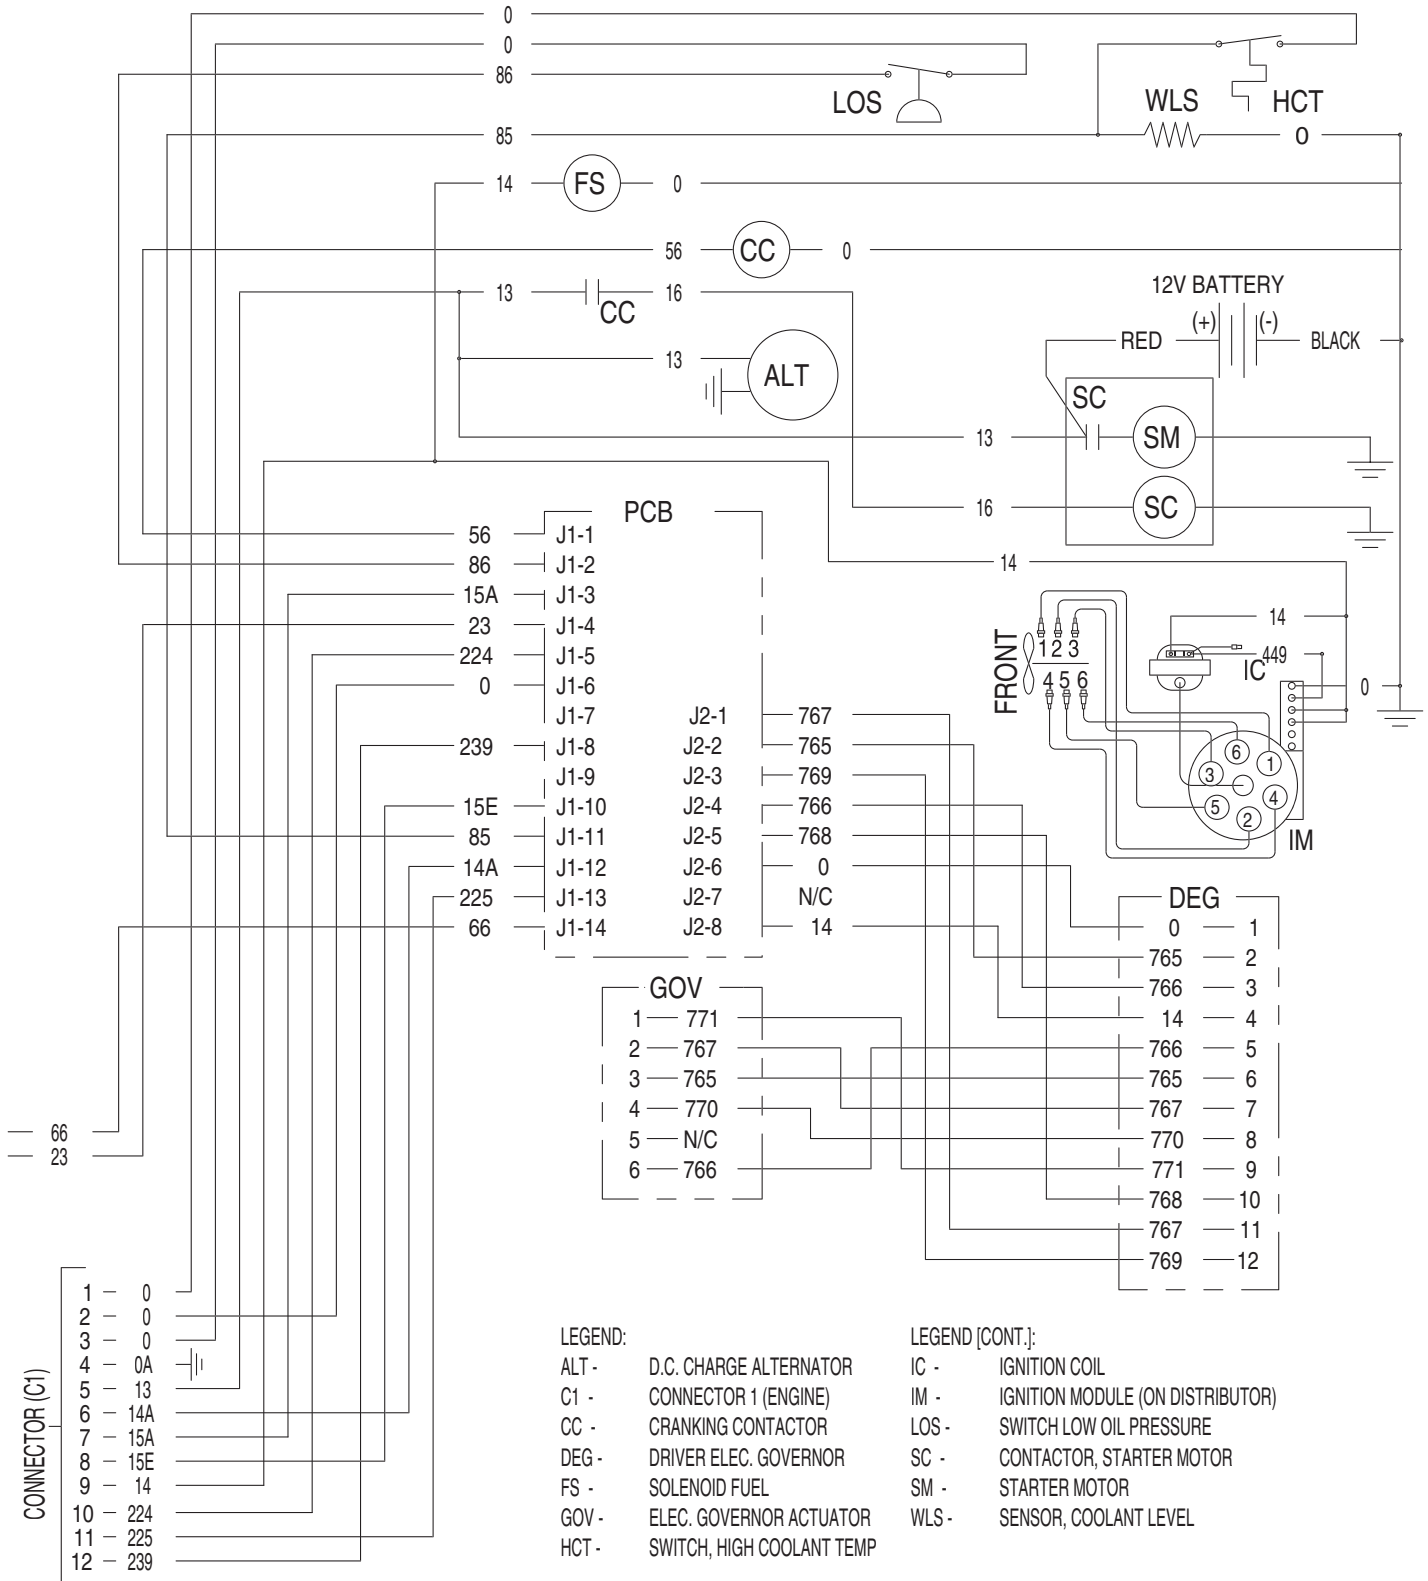 0
0
86
LOS
WLS
HCT
85
0
14
FS
0
56
CC
0
13
CC
16
12V BATTERY
RED
(+)
(-)
BLACK
13
ALT
SC
13
SM
16
SC
PCB
56 J1-1
86 J1-2
15A J1-3
23 J1-4
224 J1-5
0 J1-6
J1-7
239 J1-8
J1-9
15E J1-10
85 J1-11
14A J1-12
225 J1-13
66 J1-14
J2-1 767
J2-2 765
J2-3 769
J2-4 766
J2-5 768
J2-6 0
J2-7 N/C
J2-8 14
14
14
FRONT
1 2 3
4 5 6
IC
449
0
6
1
3
4
5
2
IM
DEG
0 1
765 2
766 3
14 4
766 5
765 6
767 7
770 8
771 9
768 10
767 11
769 12
GOV
1 771
2 767
3 765
4 770
5 N/C
6 766
66
23
CONNECTOR (C1)
1 - 0
2 - 0
3 - 0
4 - 0A
5 - 13
6 - 14A
7 - 15A
8 - 15E
9 - 14
10 - 224
11 - 225
12 - 239
LEGEND:
ALT - D.C. CHARGE ALTERNATOR
C1 - CONNECTOR 1 (ENGINE)
CC - CRANKING CONTACTOR
DEG - DRIVER ELEC. GOVERNOR
FS - SOLENOID FUEL
GOV - ELEC. GOVERNOR ACTUATOR
HCT - SWITCH, HIGH COOLANT TEMP
LEGEND [CONT.]:
IC - IGNITION COIL
IM - IGNITION MODULE (ON DISTRIBUTOR)
LOS - SWITCH LOW OIL PRESSURE
SC - CONTACTOR, STARTER MOTOR
SM - STARTER MOTOR
WLS - SENSOR, COOLANT LEVEL